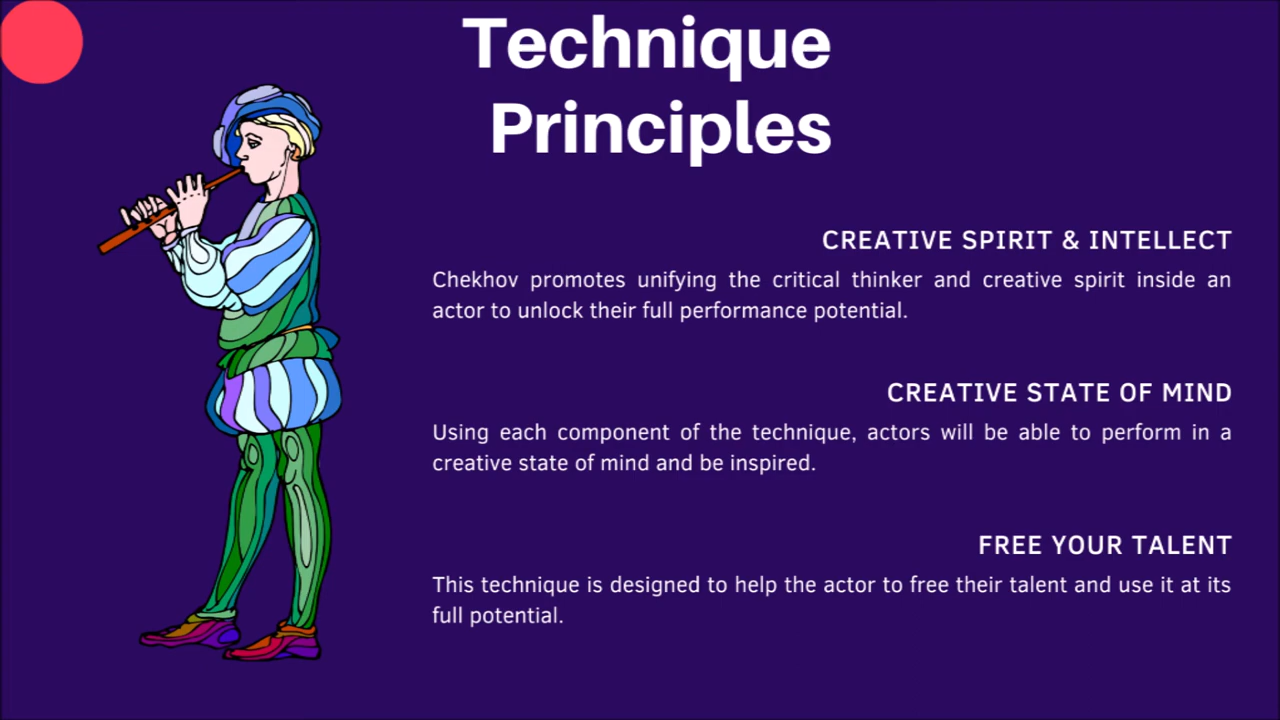 Technique
Principles
CREATIVE SPIRIT & INTELLECT
Chekhov promotes unifying the critical thinker and creative spirit inside an
actor to unlock their full performance potential.
CREATIVE STATE OF MIND
Using each component of the technique, actors will be able to perform in a
creative state of mind and be inspired.
FREE YOUR TALENT
This technique is designed to help the actor to free their talent and use it at its
full potential.